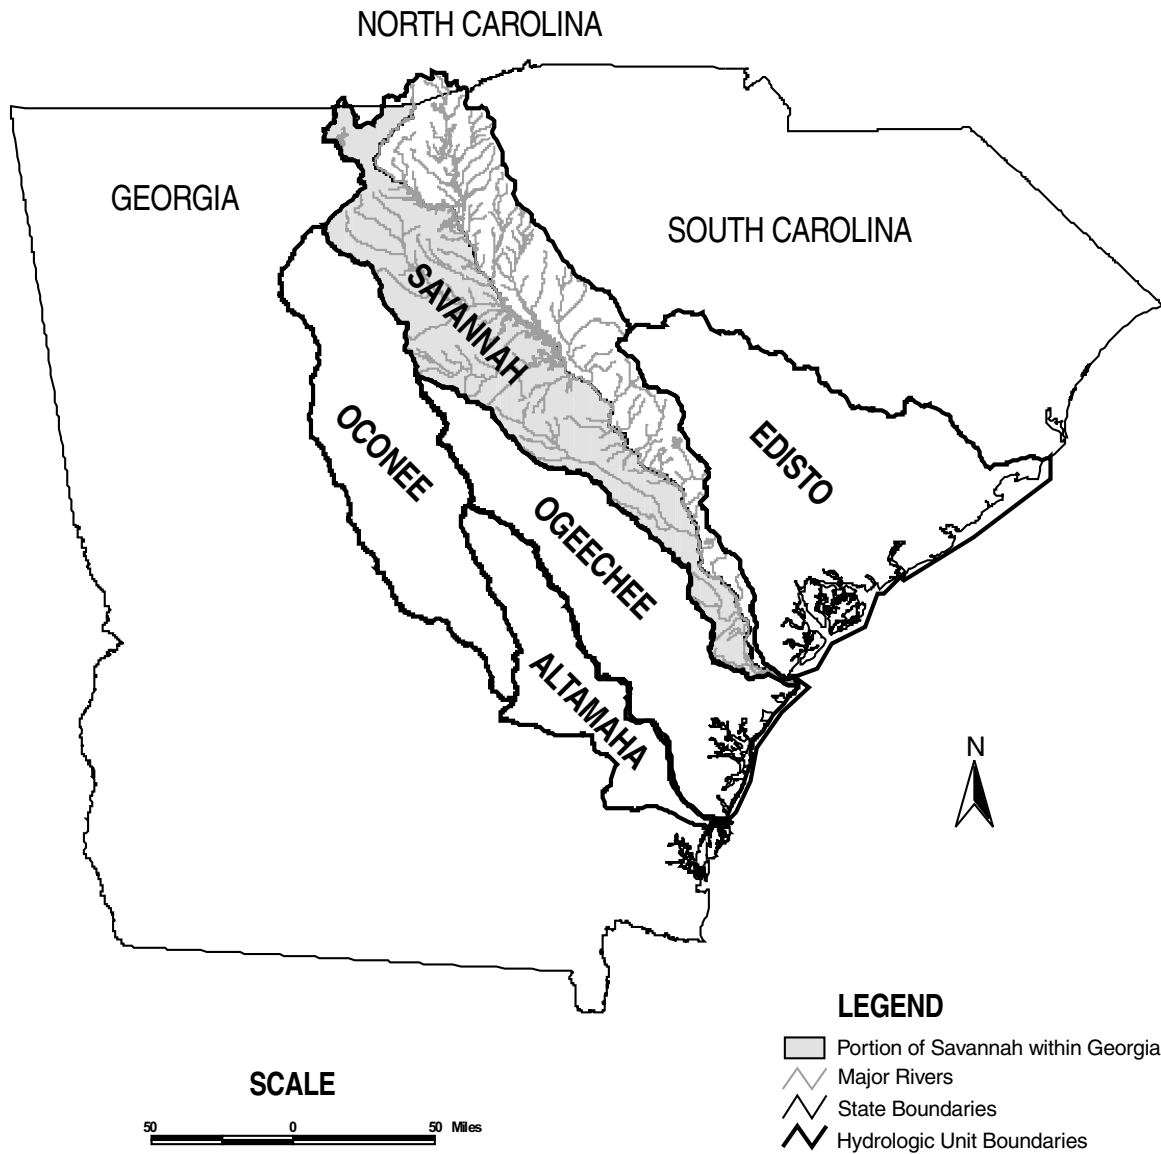 NORTH CAROLINA
GEORGIA
SOUTH CAROLINA
SAVANNAH
OCONEE
EDISTO
OGEECHEE
ALTAMAHA
N
LEGEND
Portion of Savannah within Georgia
Major Rivers
State Boundaries
Hydrologic Unit Boundaries
SCALE
50 0 50 Miles